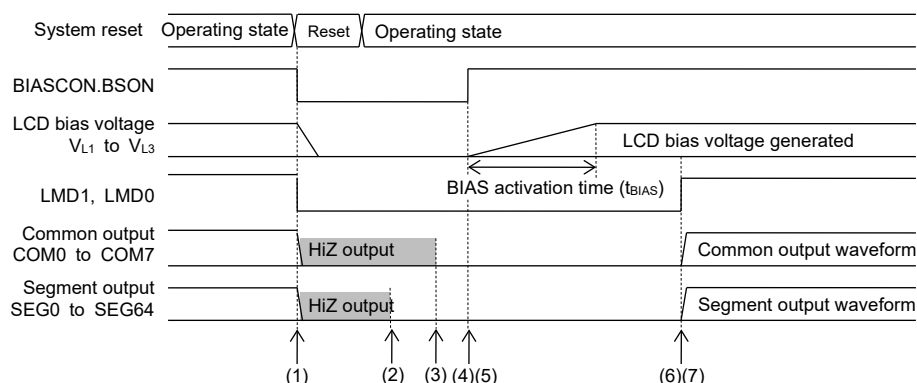 System reset
Operating state
Reset
Operating state
BIASCON.BSON
LCD bias voltage
VL1 to VL3
LCD bias voltage generated
BIAS activation time (tBIAS)
LMD1, LMD0
Common output
COM0 to COM7
HiZ output
Common output waveform
Segment output
SEG0 to SEG64
HiZ output
Segment output waveform
(1)
(2)
(3)
(4)(5)
(6)(7)